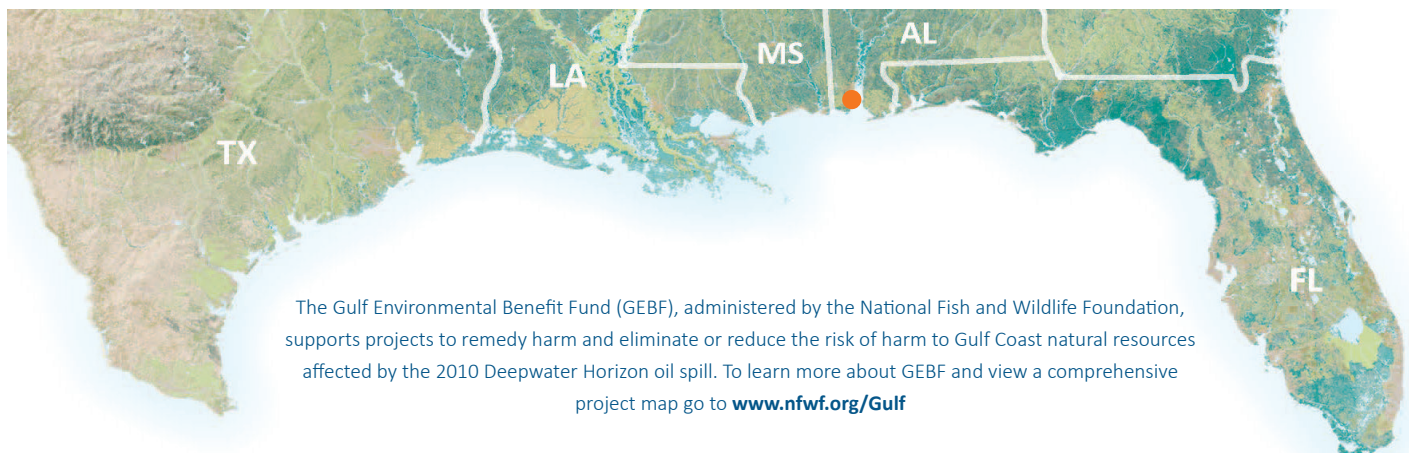 AL
MS
LA
TX
FL
The Gulf Environmental Benefit Fund (GEBF), administered by the National Fish and Wildlife Foundation,
supports projects to remedy harm and eliminate or reduce the risk of harm to Gulf Coast natural resources
affected by the 2010 Deepwater Horizon oil spill. To learn more about GEBF and view a comprehensive
project map go to www.nfwf.org/Gulf